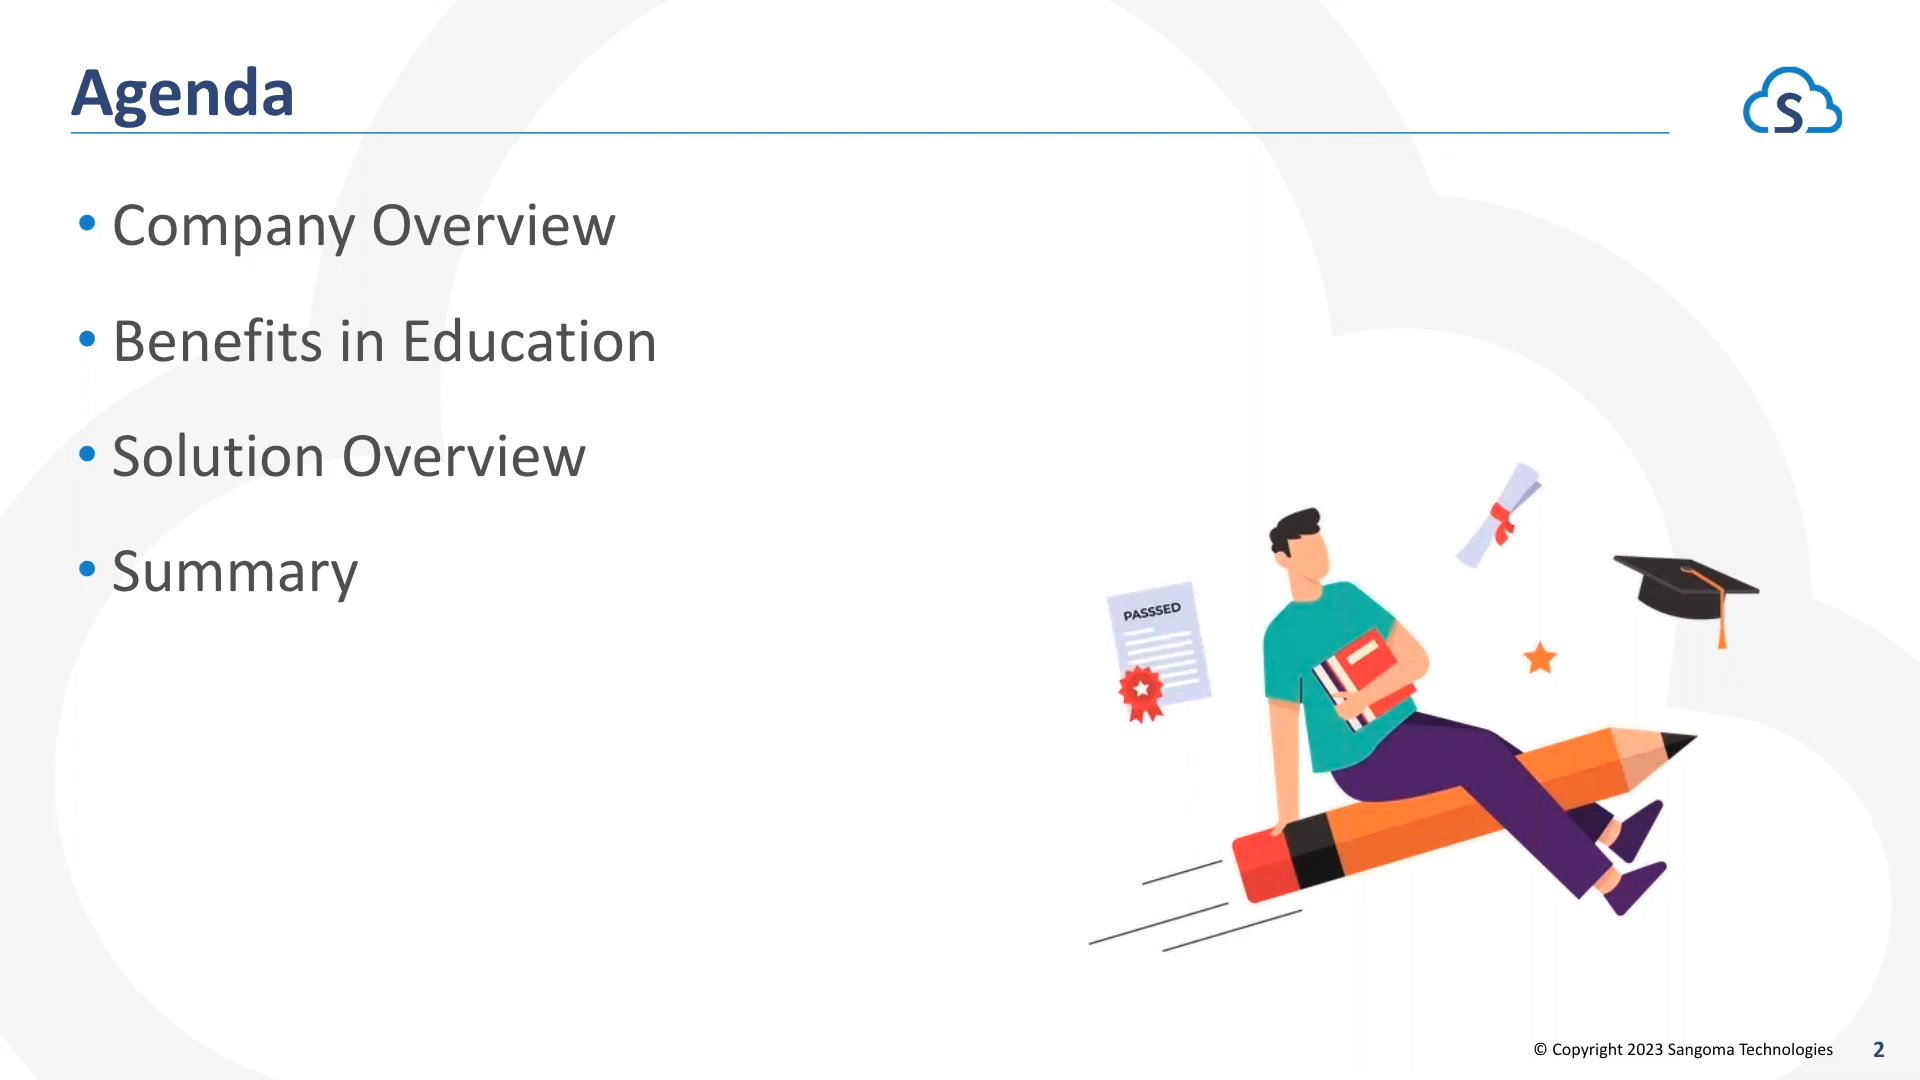 Agenda
S
• Company Overview
• Benefits in Education
• Solution Overview
• Summary
PASSSED
© Copyright 2023 Sangoma Technologies 2